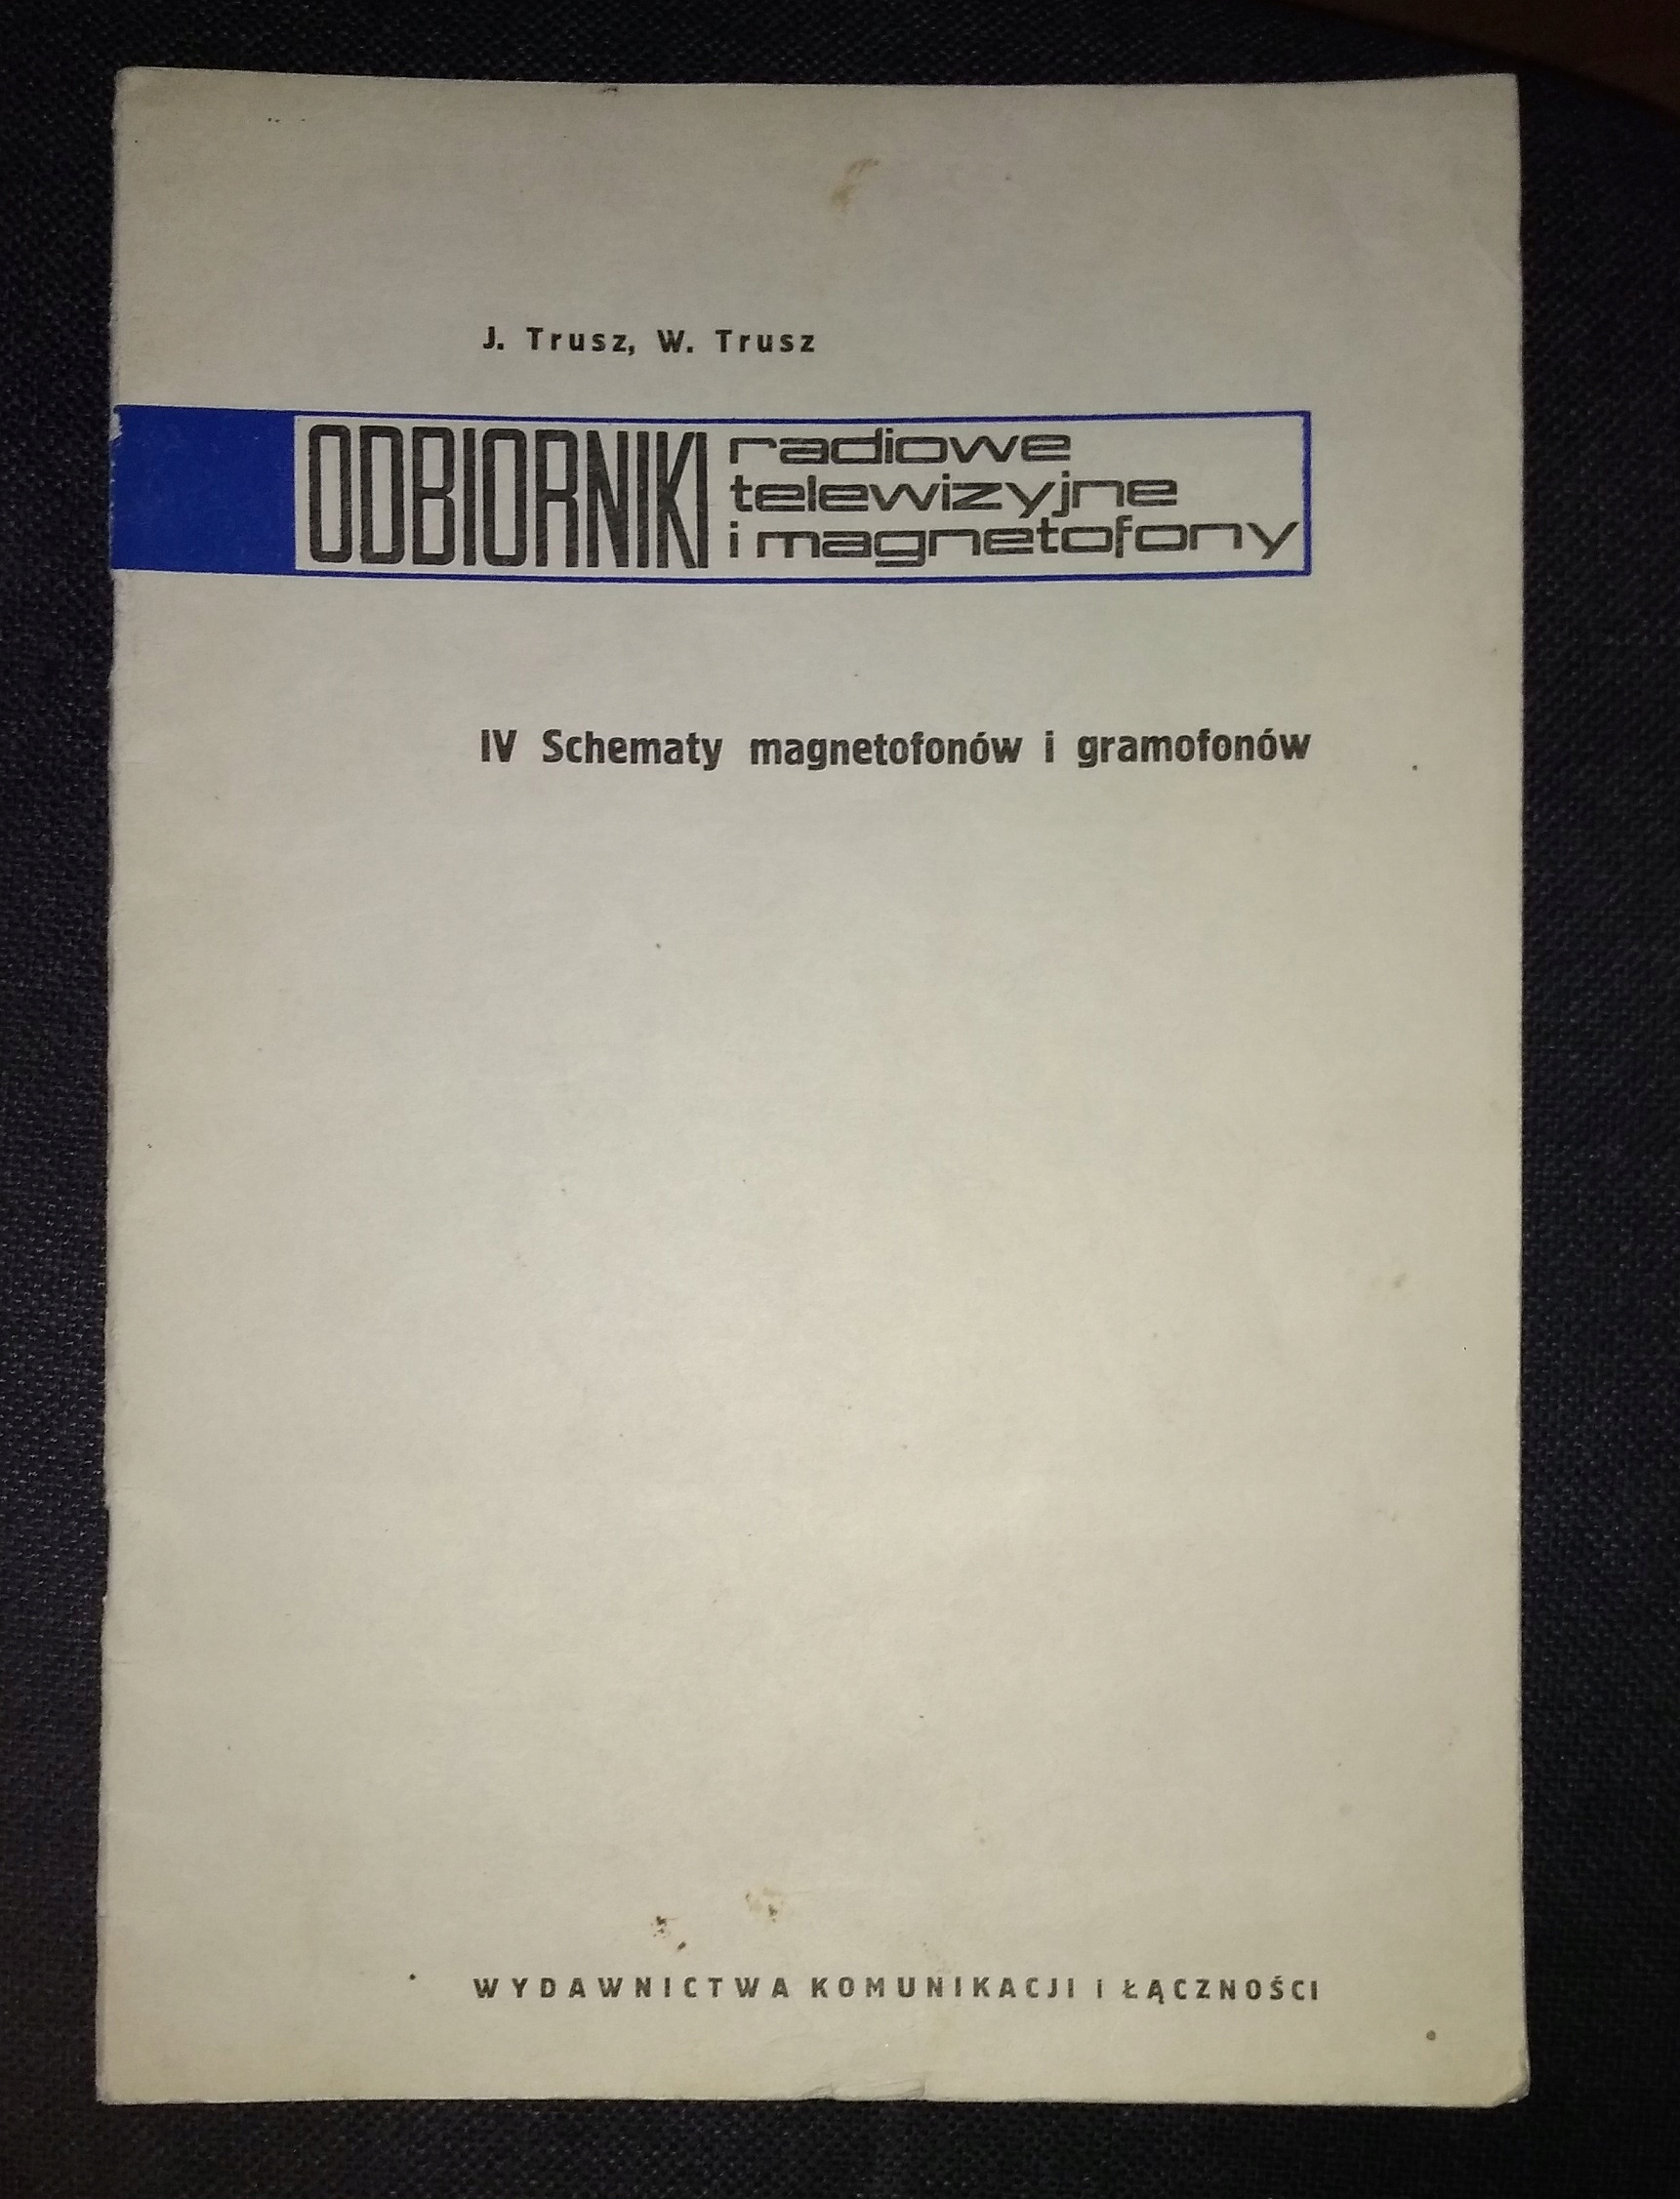 J. Trusz, W. Trusz
ODBIORNIKI radiowe
telewizyjne
i magnetofony
IV Schematy magnetofonów i gramofonów
WYDAWNICTWA KOMUNIKACJI I ŁĄCZNOŚCI